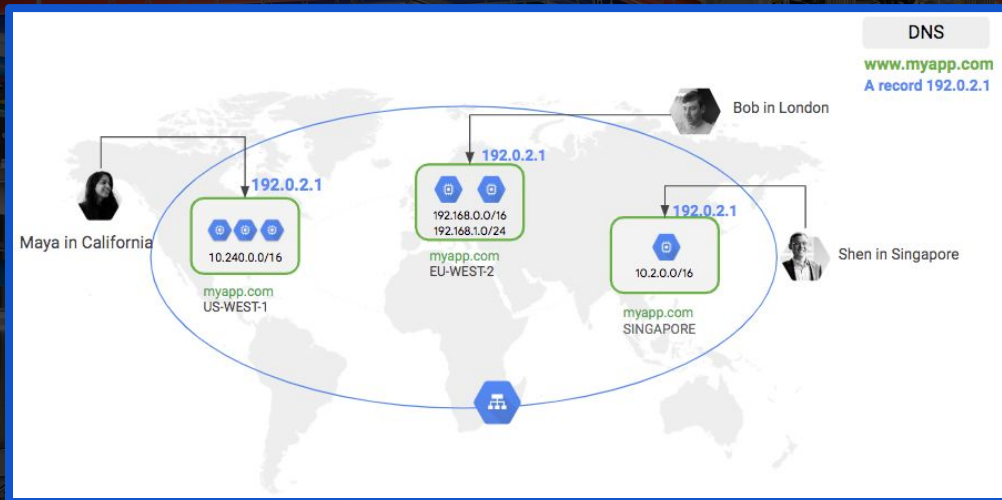 DNS
www.myapp.com
A record 192.0.2.1
Bob in London
192.0.2.1
192.168.0.0/16
192.168.1.0/24
myapp.com
EU-WEST-2
Maya in California
192.0.2.1
10.240.0.0/16
myapp.com
US-WEST-1
192.0.2.1
10.2.0.0/16
myapp.com
SINGAPORE
Shen in Singapore